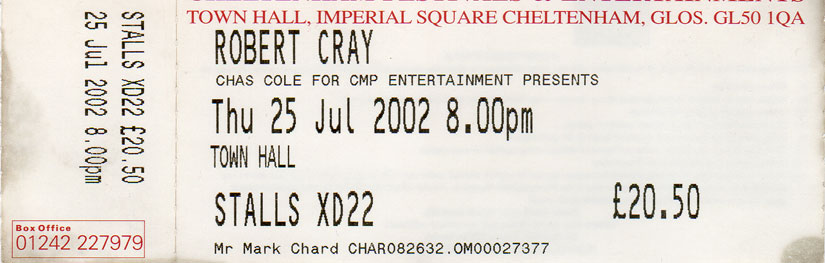 STALLS XD22 £20.50
25 Jul 2002 8.00pm
Box Office
01242 227979
TOWN HALL, IMPERIAL SQUARE CHELTENHAM, GLOS. GL50 1QA
ROBERT CRAY
CHAS COLE FOR CMP ENTERTAINMENT PRESENTS
Thu 25 Jul 2002 8.00pm
TOWN HALL
STALLS XD22 £20.50
Mr Mark Chard CHAR082632.OM00027377